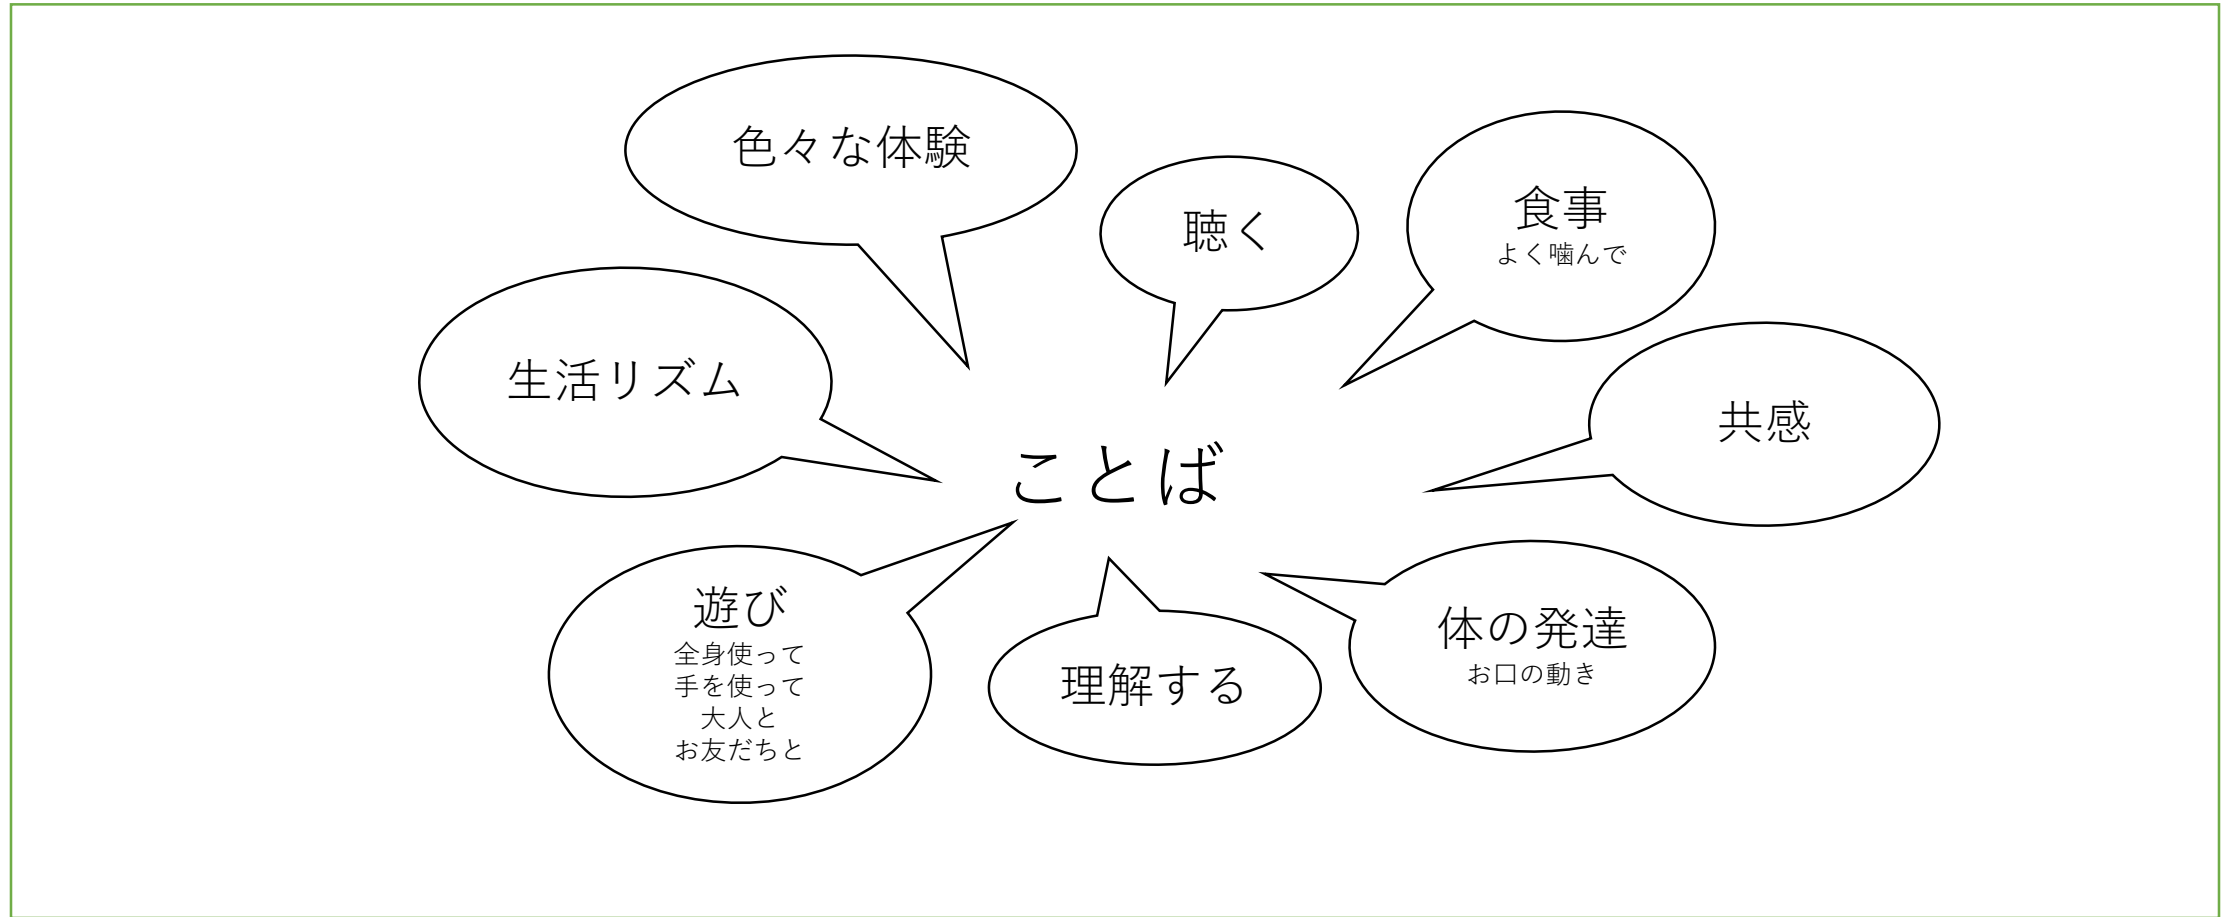 色々な体験
聴く
食事
よく噛んで
生活リズム
共感
ことば
遊び
全身使って
手を使って
大人と
お友だちと
理解する
体の発達
お口の動き